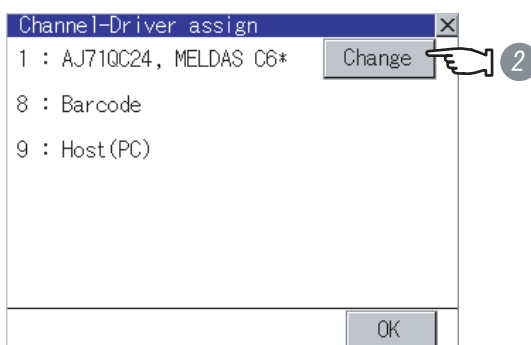 Channel-Driver assign ×
1 : AJ71QC24, MELDAS C6* Change 2
8 : Barcode
9 : Host(PC)
OK